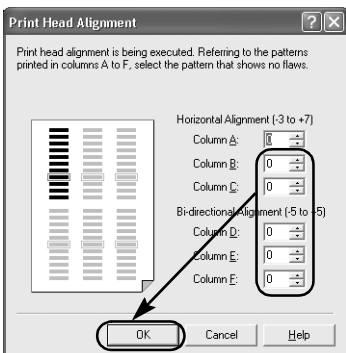 Print Head Alignment
Print head alignment is being executed. Referring to the patterns
printed in columns A to F, select the pattern that shows no flaws.
Horizontal Alignment (-3 to +7)
Column A: 0
Column B: 0
Column C: 0
Bi-directional Alignment (-5 to +5)
Column D: 0
Column E: 0
Column F: 0
OK Cancel Help